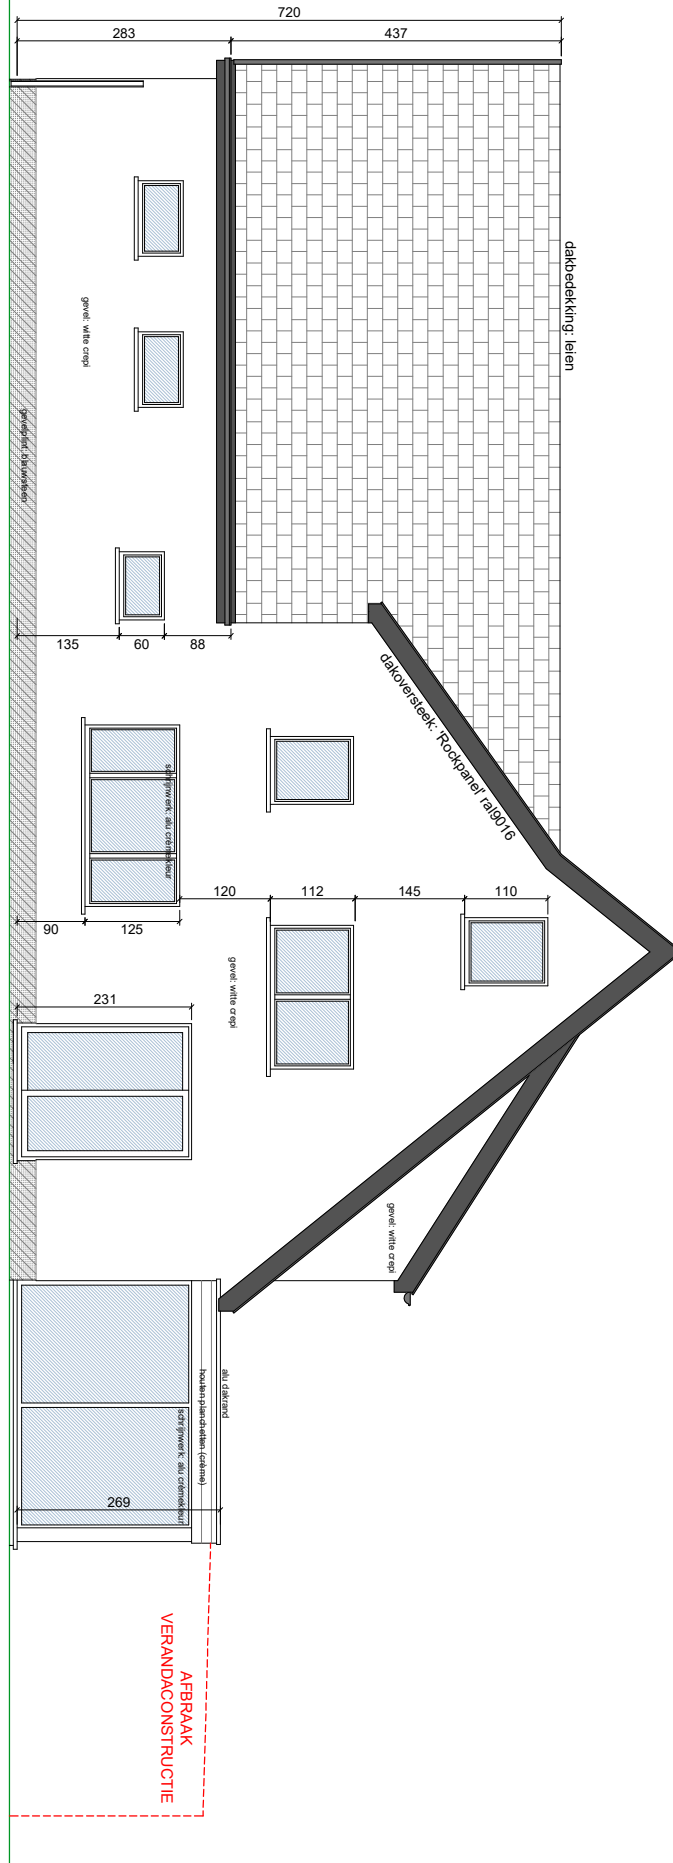 720
283
437
dakbedekking: leien
gevel: witte crepi
gevelplint: blauwsteen
135
60
88
dakoversteek: 'Rockpanel' ral9016
schrijnwerk: alu crèmekleur
120
112
145
110
90
125
gevel: witte crepi
231
gevel: witte crepi
alu dakrand
houten planchetten (crème)
schrijnwerk: alu crèmekleur
269
AFBRAAK
VERANDACONSTRUCTIE